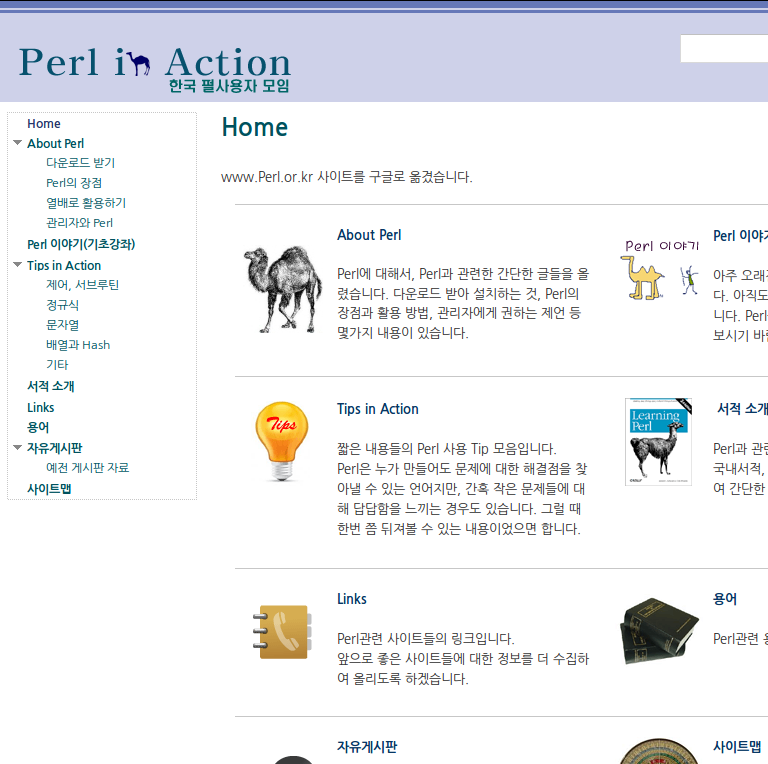 Perl in Action
한국 펄사용자 모임
Home
About Perl
다운로드 받기
Perl의 장점
열배로 활용하기
관리자와 Perl
Perl 이야기(기초강좌)
Tips in Action
제어, 서브루틴
정규식
문자열
배열과 Hash
기타
서적 소개
Links
용어
자유게시판
예전 게시판 자료
사이트맵
Home
www.Perl.or.kr 사이트를 구글로 옮겼습니다.
About Perl
Perl에 대해서, Perl과 관련한 간단한 글들을 올
렸습니다. 다운로드 받아 설치하는 것, Perl의
장점과 활용 방법, 관리자에게 권하는 제언 등
몇가지 내용이 있습니다.
Perl 이야기
Perl 이야기
아주 오래
다. 아직도
니다. Perl
보시기 바
Tips
Tips in Action
짧은 내용들의 Perl 사용 Tip 모음입니다.
Perl은 누가 만들어도 문제에 대한 해결점을 찾
아낼 수 있는 언어지만, 간혹 작은 문제들에 대
해 답답함을 느끼는 경우도 있습니다. 그럴 때
한번 쯤 뒤져볼 수 있는 내용이었으면 합니다.
Learning
Perl
서적 소개
Perl과 관련
국내서적,
여 간단한
Links
Perl관련 사이트들의 링크입니다.
앞으로 좋은 사이트들에 대한 정보를 더 수집하
여 올리도록 하겠습니다.
용어
Perl관련
자유게시판
사이트맵